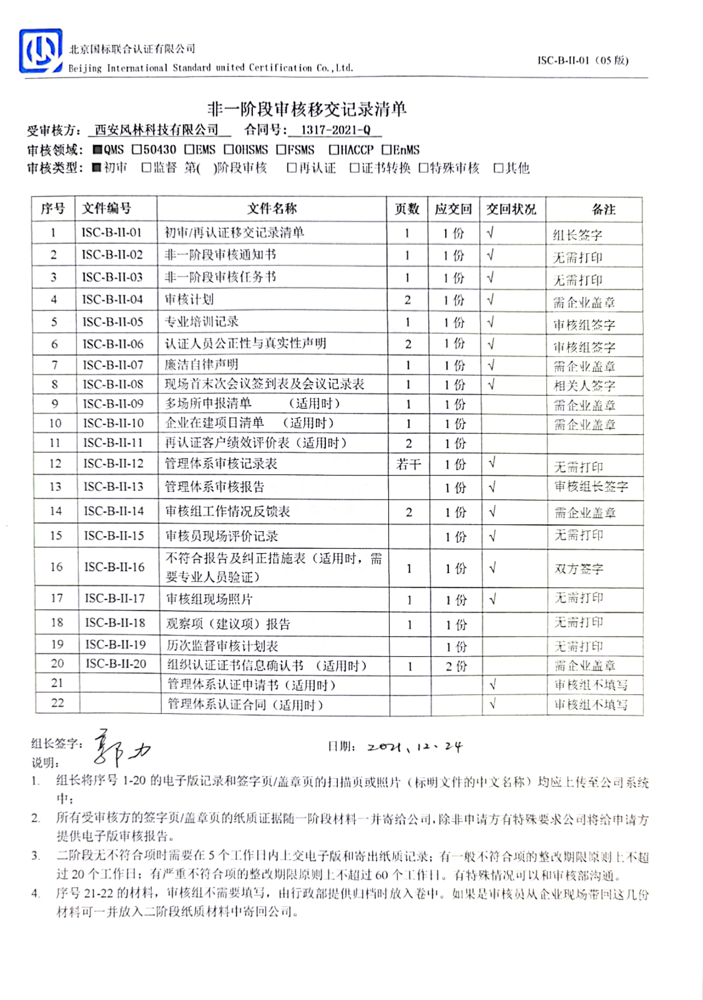 北京国标联合认证有限公司
Beijing International Standard united Certification Co.,Ltd.
ISC-B-II-01（05 版）
非一阶段审核移交记录清单
受审核方： 西安风林科技有限公司 合同号： 1317-2021-Q
审核领域：■QMS □50430 □EMS □OHSMS □FSMS □HACCP □EnMS
审核类型：■初审 □监督 第( )阶段审核 □再认证 □证书转换 □特殊审核 □其他
序号 文件编号 文件名称 页数 应交回 交回状况 备注
1 ISC-B-II-01 初审/再认证移交记录清单 1 1 份 √ 组长签字
2 ISC-B-II-02 非一阶段审核通知书 1 1 份 √ 无需打印
3 ISC-B-II-03 非一阶段审核任务书 1 1 份 √ 无需打印
4 ISC-B-II-04 审核计划 2 1 份 √ 需企业盖章
5 ISC-B-II-05 专业培训记录 1 1 份 √ 审核组签字
6 ISC-B-II-06 认证人员公正性与真实性声明 2 1 份 √ 审核组签字
7 ISC-B-II-07 廉洁自律声明 1 1 份 √ 需企业盖章
8 ISC-B-II-08 现场首末次会议签到表及会议记录表 1 1 份 √ 相关人签字
9 ISC-B-II-09 多场所申报清单 （适用时） 1 1 份 需企业盖章
10 ISC-B-II-10 企业在建项目清单 （适用时） 1 1 份 需企业盖章
11 ISC-B-II-11 再认证客户绩效评价表（适用时） 2 1 份
12 ISC-B-II-12 管理体系审核记录表 若干 1 份 √ 无需打印
13 ISC-B-II-13 管理体系审核报告 1 份 √ 审核组长签字
14 ISC-B-II-14 审核组工作情况反馈表 2 1 份 √ 需企业盖章
15 ISC-B-II-15 审核员现场评价记录 1 份 √ 无需打印
16 ISC-B-II-16 不符合报告及纠正措施表（适用时，需
要专业人员验证） 1 1 份 √ 双方签字
17 ISC-B-II-17 审核组现场照片 1 1 份 √ 无需打印
18 ISC-B-II-18 观察项（建议项）报告 1 1 份 无需打印
19 ISC-B-II-19 历次监督审核计划表 1 份 无需打印
20 ISC-B-II-20 组织认证证书信息确认书 （适用时） 1 2 份 需企业盖章
21 管理体系认证申请书（适用时） √ 审核组不填写
22 管理体系认证合同（适用时） √ 审核组不填写
组长签字： 郭力 日期： 2021、12、24
说明：
1. 组长将序号 1-20 的电子版记录和签字页/盖章页的扫描页或照片（标明文件的中文名称）均应上传至公司系统
中；
2. 所有受审核方的签字页/盖章页的纸质证据随一阶段材料一并寄给公司，除非申请方有特殊要求公司将给申请方
提供电子版审核报告。
3. 二阶段无不符合项时需要在 5 个工作日内上交电子版和寄出纸质记录；有一般不符合项的整改期限原则上不超
过 20 个工作日；有严重不符合项的整改期限原则上不超过 60 个工作日。有特殊情况可以和审核部沟通。
4. 序号 21-22 的材料，审核组不需要填写，由行政部提供归档时放入卷中。如果是审核员从企业现场带回这几份
材料可一并放入二阶段纸质材料中寄回公司。